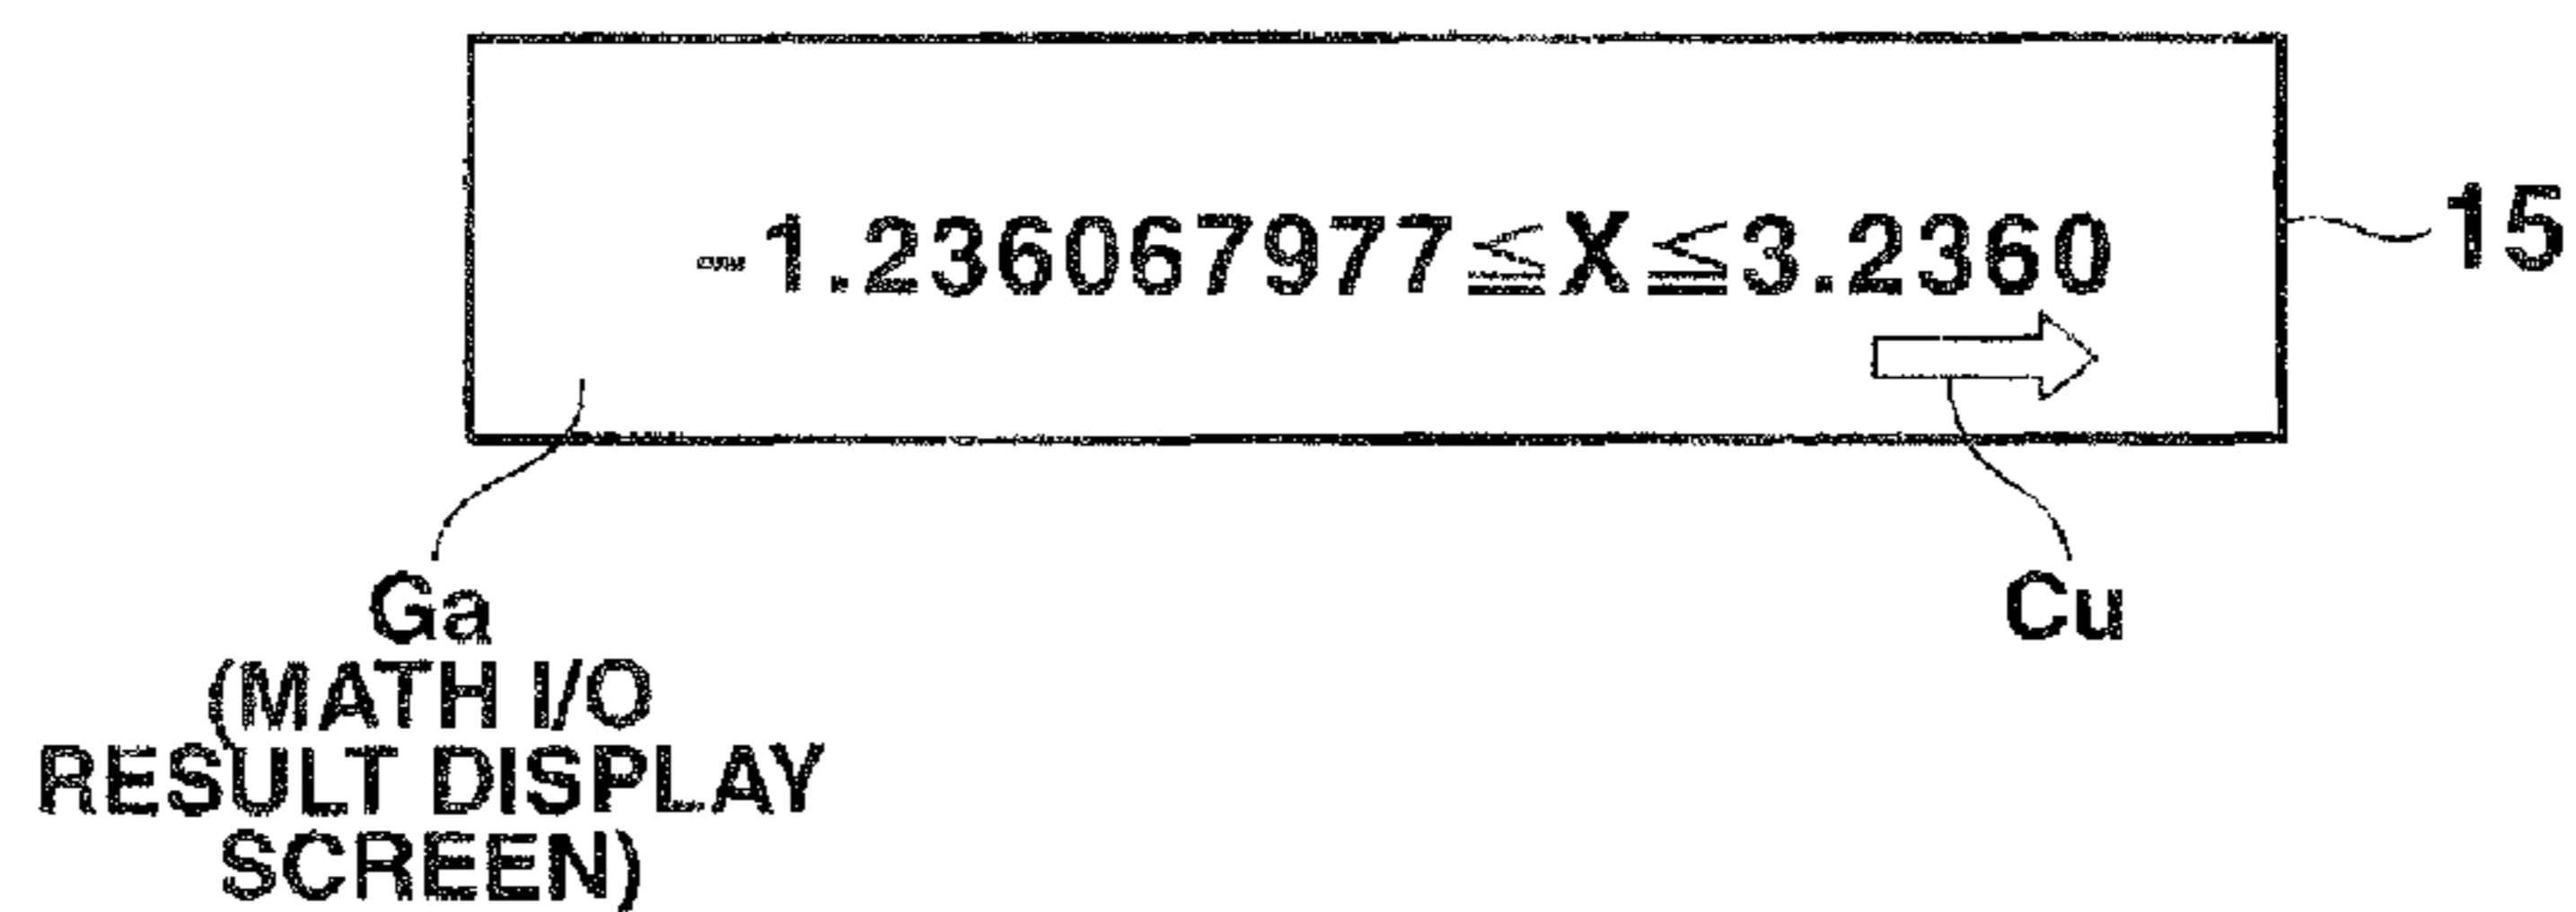 -1.236067977≦X≦3.2360
15
Ga
(MATH I/O
RESULT DISPLAY
SCREEN)
Cu